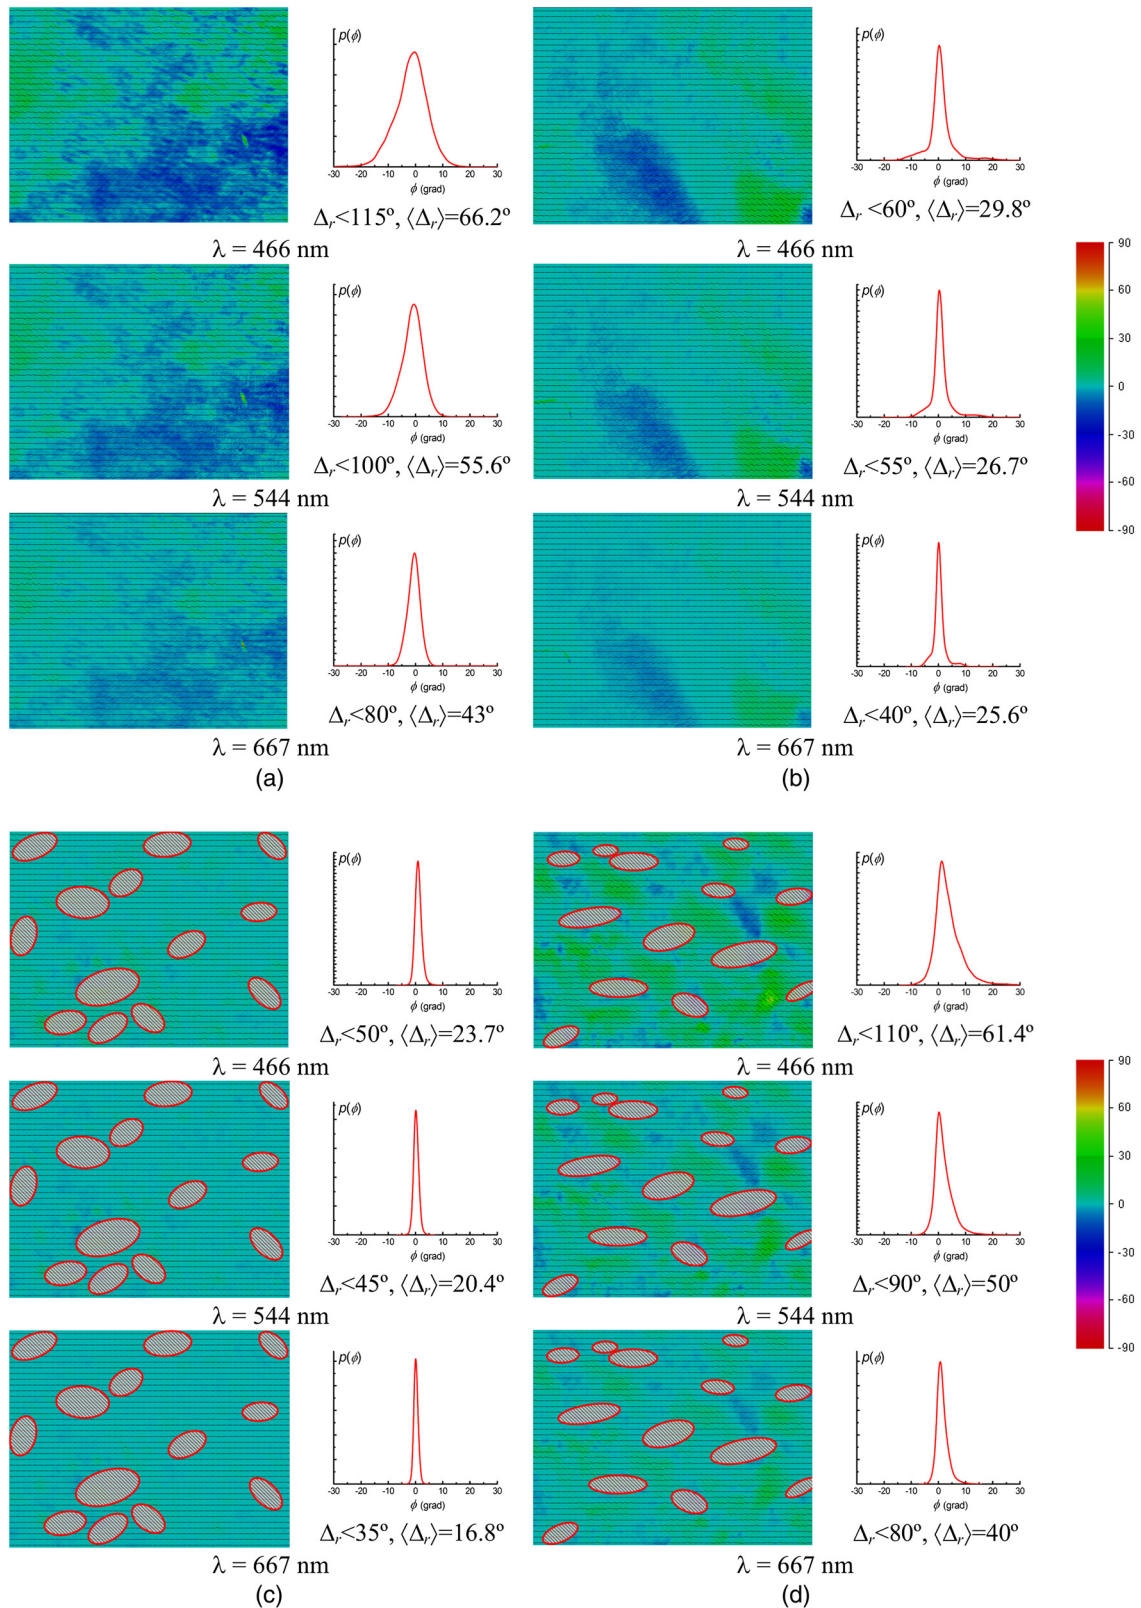 p(ϕ)
-30 -20 -10 0 10 20 30
ϕ (grad)
Δr<115º, ⟨Δr⟩=66.2º
λ = 466 nm
p(ϕ)
-30 -20 -10 0 10 20 30
ϕ (grad)
Δr<100º, ⟨Δr⟩=55.6º
λ = 544 nm
p(ϕ)
-30 -20 -10 0 10 20 30
ϕ (grad)
Δr<80º, ⟨Δr⟩=43º
λ = 667 nm
(a)
p(ϕ)
-30 -20 -10 0 10 20 30
ϕ (grad)
Δr <60º, ⟨Δr⟩=29.8º
λ = 466 nm
p(ϕ)
-30 -20 -10 0 10 20 30
ϕ (grad)
Δr<55º, ⟨Δr⟩=26.7º
λ = 544 nm
p(ϕ)
-30 -20 -10 0 10 20 30
ϕ (grad)
Δr<40º, ⟨Δr⟩=25.6º
λ = 667 nm
(b)
90
60
30
0
-30
-60
-90
p(ϕ)
-30 -20 -10 0 10 20 30
ϕ (grad)
Δr<50º, ⟨Δr⟩=23.7º
λ = 466 nm
p(ϕ)
-30 -20 -10 0 10 20 30
ϕ (grad)
Δr<45º, ⟨Δr⟩=20.4º
λ = 544 nm
p(ϕ)
-30 -20 -10 0 10 20 30
ϕ (grad)
Δr<35º, ⟨Δr⟩=16.8º
λ = 667 nm
(c)
p(ϕ)
-30 -20 -10 0 10 20 30
ϕ (grad)
Δr<110º, ⟨Δr⟩=61.4º
λ = 466 nm
p(ϕ)
-30 -20 -10 0 10 20 30
ϕ (grad)
Δr<90º, ⟨Δr⟩=50º
λ = 544 nm
p(ϕ)
-30 -20 -10 0 10 20 30
ϕ (grad)
Δr<80º, ⟨Δr⟩=40º
λ = 667 nm
(d)
90
60
30
0
-30
-60
-90